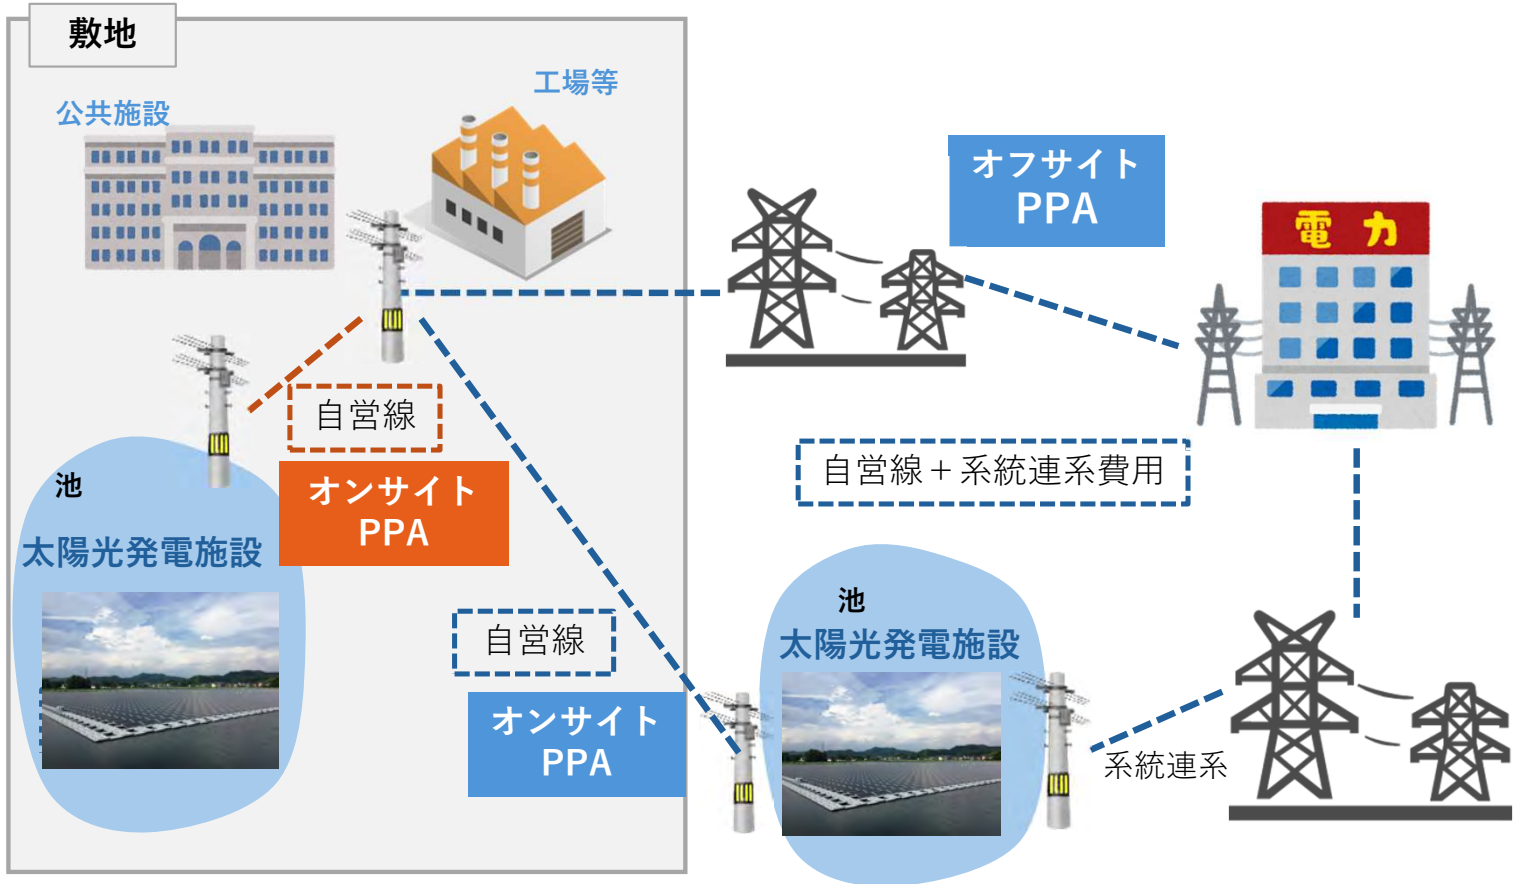 敷地
公共施設
工場等
オフサイト
PPA
電力
自営線
オンサイト
PPA
自営線＋系統連系費用
池
太陽光発電施設
自営線
オンサイト
PPA
池
太陽光発電施設
系統連系